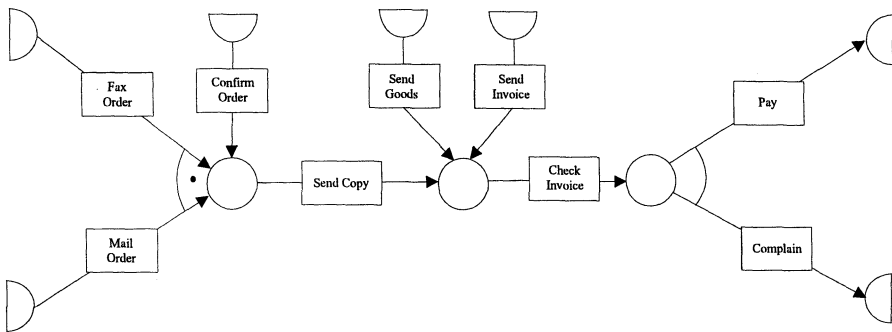 Fax
Order
Confirm
Order
Send
Goods
Send
Invoice
Pay
Send Copy
Check
Invoice
Mail
Order
Complain